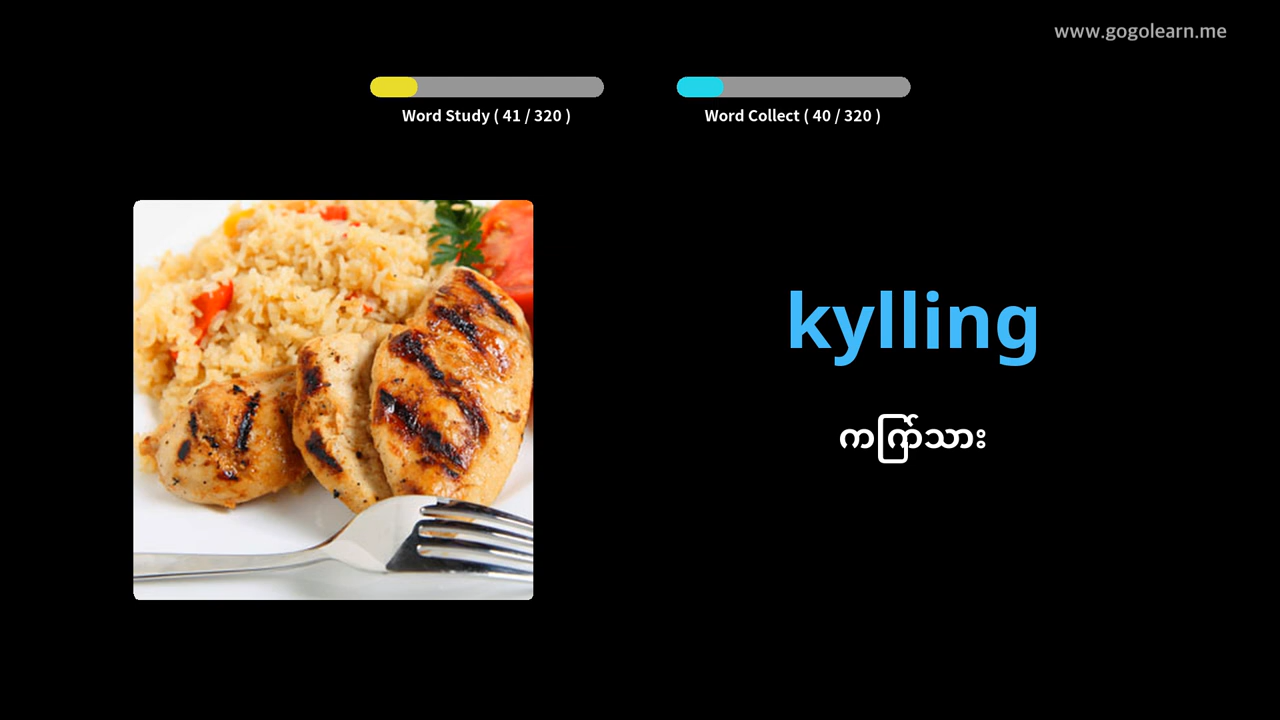 www.gogolearn.me
Word Study ( 41 / 320 )
Word Collect ( 40 / 320 )
kylling
ကြက်သား